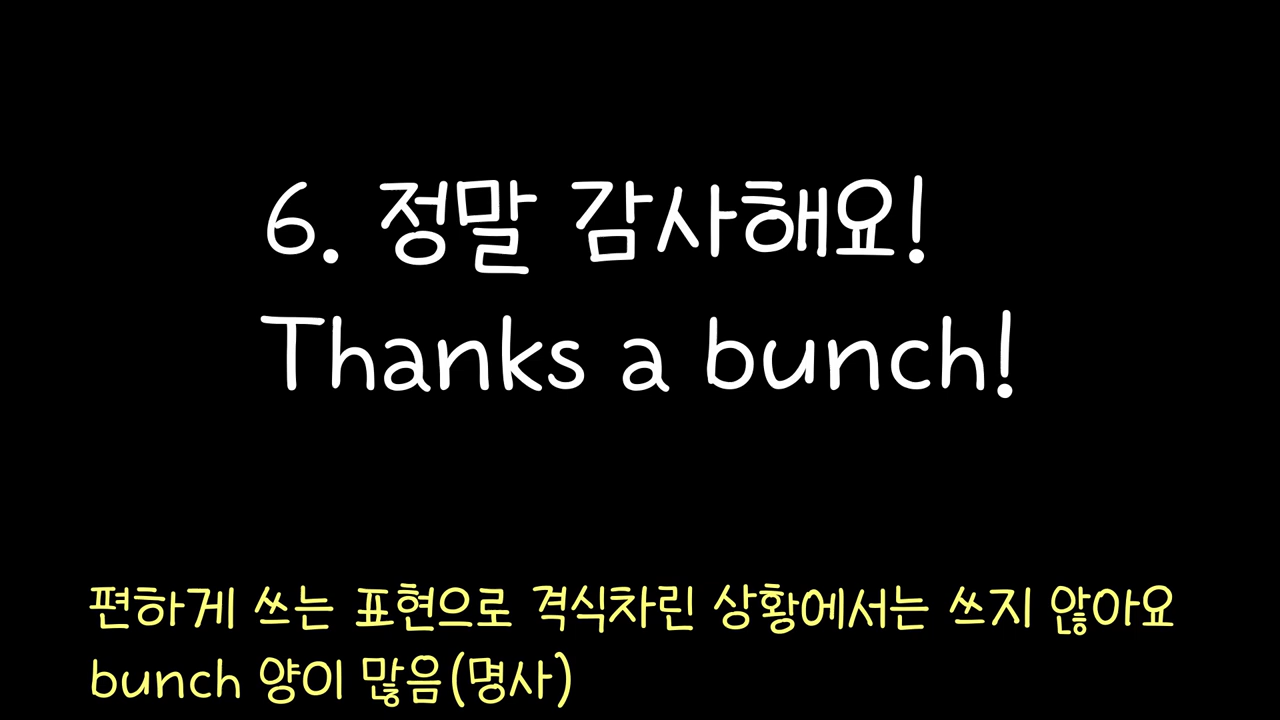 6. 정말 감사해요!
Thanks a bunch!
편하게 쓰는 표현으로 격식차린 상황에서는 쓰지 않아요
bunch 양이 많음(명사)